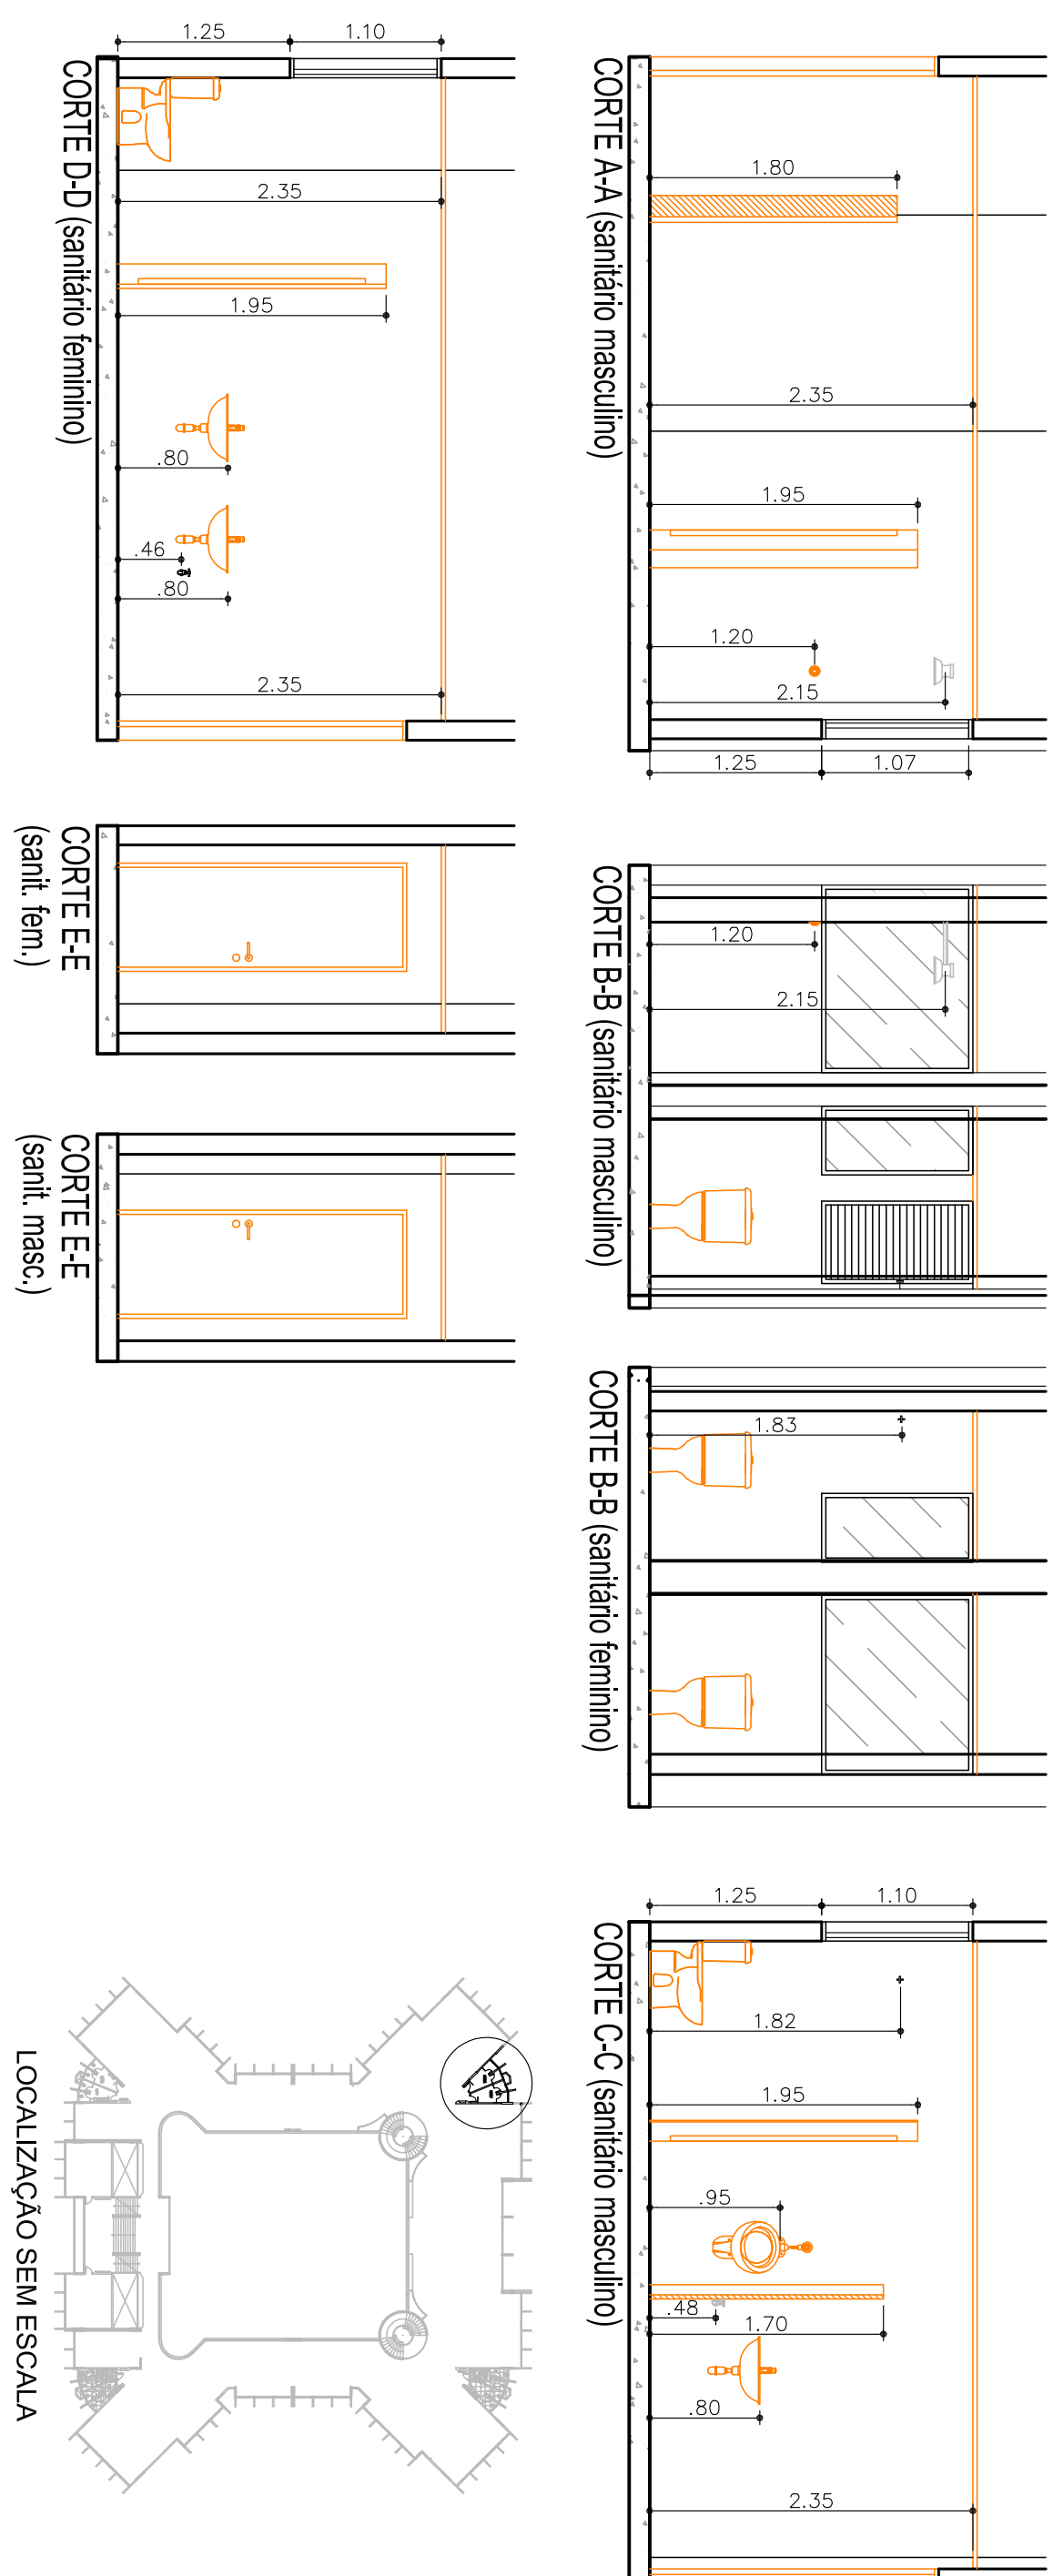 1.80
2.35
1.95
1.20
2.15
1.25
1.07
CORTE A-A (sanitário masculino)
1.20
2.15
CORTE B-B (sanitário masculino)
1.83
CORTE B-B (sanitário feminino)
1.25
1.10
1.82
1.95
.95
.48
1.70
.80
2.35
CORTE C-C (sanitário masculino)
1.25
1.10
2.35
1.95
.80
.46
.80
2.35
CORTE D-D (sanitário feminino)
CORTE E-E
(sanit. fem.)
CORTE E-E
(sanit. masc.)
LOCALIZAÇÃO SEM ESCALA